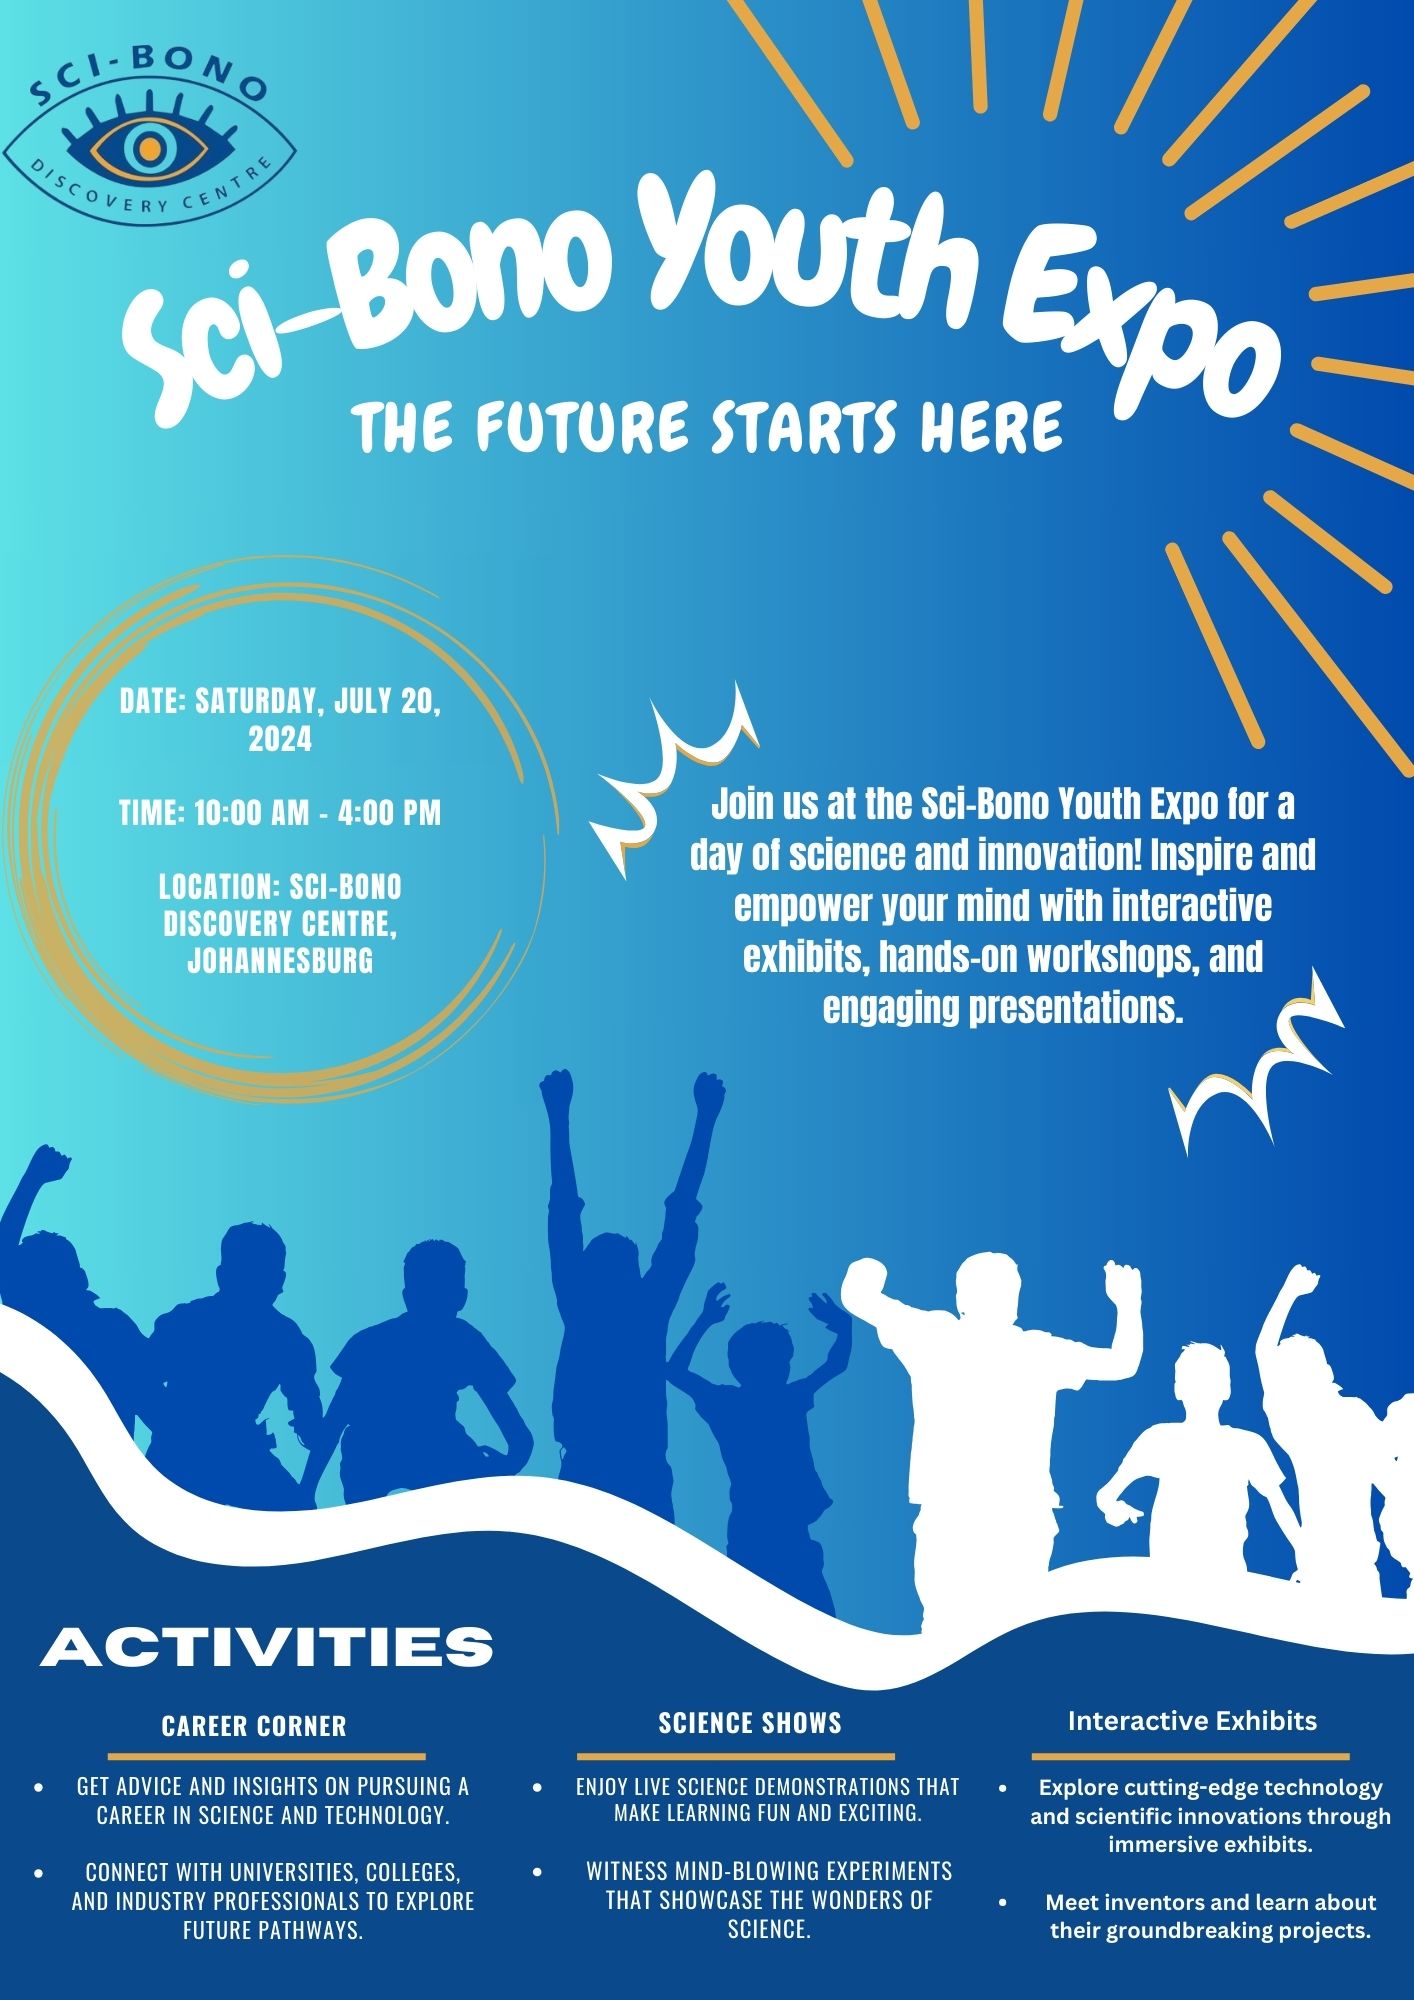 SCI-BONO
DISCOVERY CENTRE
Sci-Bono Youth Expo
THE FUTURE STARTS HERE
DATE: SATURDAY, JULY 20,
2024
TIME: 10:00 AM - 4:00 PM
LOCATION: SCI-BONO
DISCOVERY CENTRE,
JOHANNESBURG
Join us at the Sci-Bono Youth Expo for a
day of science and innovation! Inspire and
empower your mind with interactive
exhibits, hands-on workshops, and
engaging presentations.
ACTIVITIES
CAREER CORNER
• GET ADVICE AND INSIGHTS ON PURSUING A
CAREER IN SCIENCE AND TECHNOLOGY.
• CONNECT WITH UNIVERSITIES, COLLEGES,
AND INDUSTRY PROFESSIONALS TO EXPLORE
FUTURE PATHWAYS.
SCIENCE SHOWS
• ENJOY LIVE SCIENCE DEMONSTRATIONS THAT
MAKE LEARNING FUN AND EXCITING.
• WITNESS MIND-BLOWING EXPERIMENTS
THAT SHOWCASE THE WONDERS OF
SCIENCE.
Interactive Exhibits
• Explore cutting-edge technology
and scientific innovations through
immersive exhibits.
• Meet inventors and learn about
their groundbreaking projects.